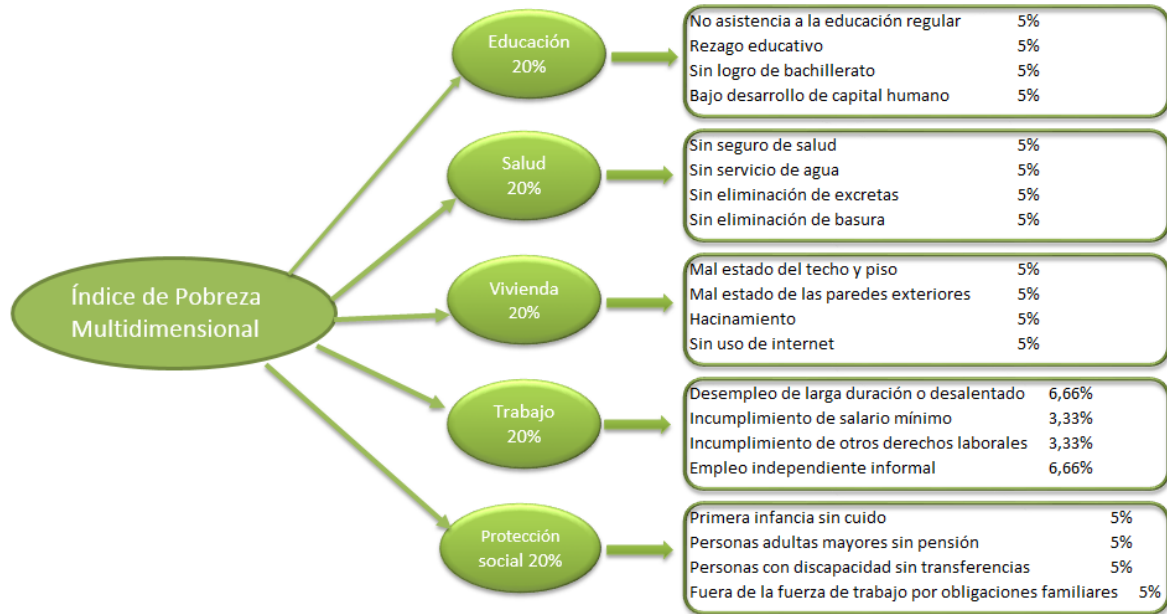 Índice de Pobreza
Multidimensional
Educación
20%
No asistencia a la educación regular 5%
Rezago educativo 5%
Sin logro de bachillerato 5%
Bajo desarrollo de capital humano 5%
Salud
20%
Sin seguro de salud 5%
Sin servicio de agua 5%
Sin eliminación de excretas 5%
Sin eliminación de basura 5%
Vivienda
20%
Mal estado del techo y piso 5%
Mal estado de las paredes exteriores 5%
Hacinamiento 5%
Sin uso de internet 5%
Trabajo
20%
Desempleo de larga duración o desalentado 6,66%
Incumplimiento de salario mínimo 3,33%
Incumplimiento de otros derechos laborales 3,33%
Empleo independiente informal 6,66%
Protección
social 20%
Primera infancia sin cuido 5%
Personas adultas mayores sin pensión 5%
Personas con discapacidad sin transferencias 5%
Fuera de la fuerza de trabajo por obligaciones familiares 5%